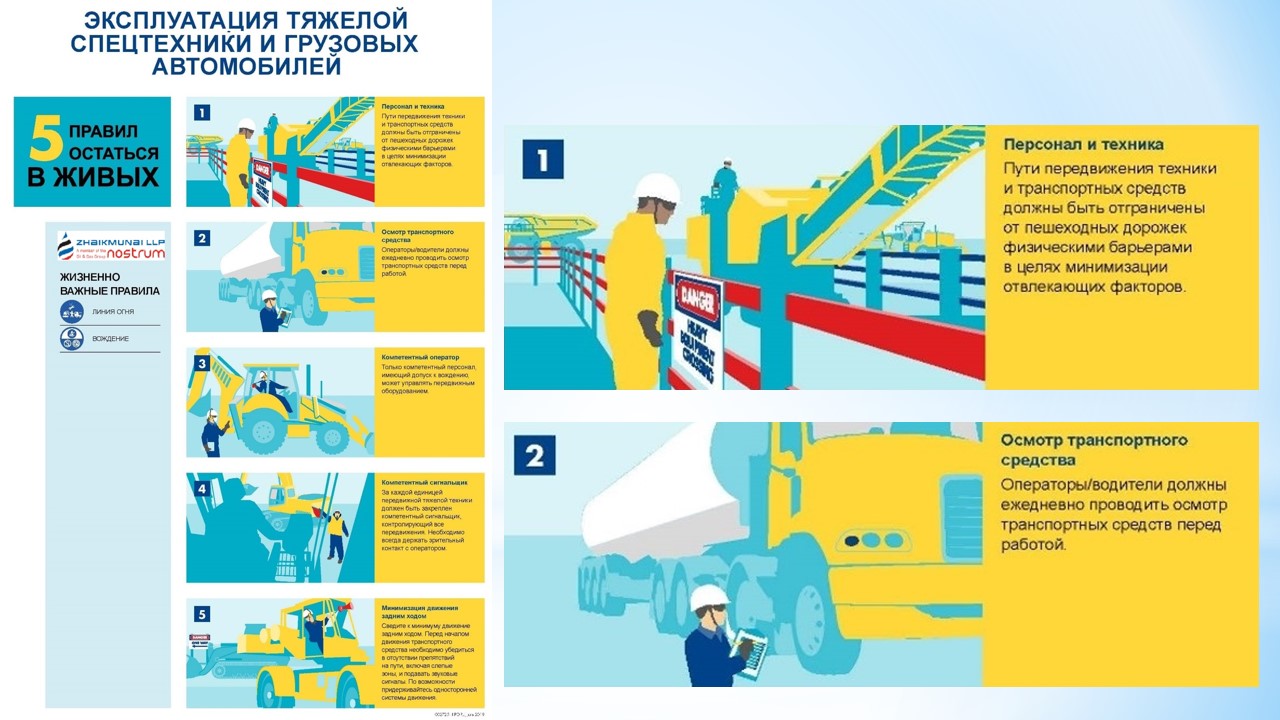 ЭКСПЛУАТАЦИЯ ТЯЖЕЛОЙ
СПЕЦТЕХНИКИ И ГРУЗОВЫХ
АВТОМОБИЛЕЙ
5 ПРАВИЛ
ОСТАТЬСЯ
В ЖИВЫХ
ZHAIKMUNAI LLP
A member of the
Oil & Gas Group
nostrum
ЖИЗНЕННО
ВАЖНЫЕ ПРАВИЛА
ЛИНИЯ ОГНЯ
ВОЖДЕНИЕ
1
DANGER
HEAVY
EQUIPMENT
CROSSING
Персонал и техника
Пути передвижения техники
и транспортных средств
должны быть отграничены
от пешеходных дорожек
физическими барьерами
в целях минимизации
отвлекающих факторов.
2
Осмотр транспортного
средства
Операторы/водители должны
ежедневно проводить осмотр
транспортных средств перед
работой.
3
Компетентный оператор
Только компетентный персонал,
имеющий допуск к вождению,
может управлять передвижным
оборудованием.
4
Компетентный сигнальщик
За каждой единицей
передвижной тяжелой техники
должен быть закреплен
компетентный сигнальщик,
контролирующий все
передвижения. Необходимо
всегда держать зрительный
контакт с оператором.
5
DANGER
Минимизация движения
задним ходом
Сведите к минимуму движение
задним ходом. Перед началом
движения транспортного
средства необходимо убедиться
в отсутствии препятствий
на пути, включая слепые
зоны, и подавать звуковые
сигналы. По возможности
придерживайтесь односторонней
системы движения.
1
DANGER
HEAVY
EQUIPMENT
CROSSING
Персонал и техника
Пути передвижения техники
и транспортных средств
должны быть отграничены
от пешеходных дорожек
физическими барьерами
в целях минимизации
отвлекающих факторов.
2
Осмотр транспортного
средства
Операторы/водители должны
ежедневно проводить осмотр
транспортных средств перед
работой.